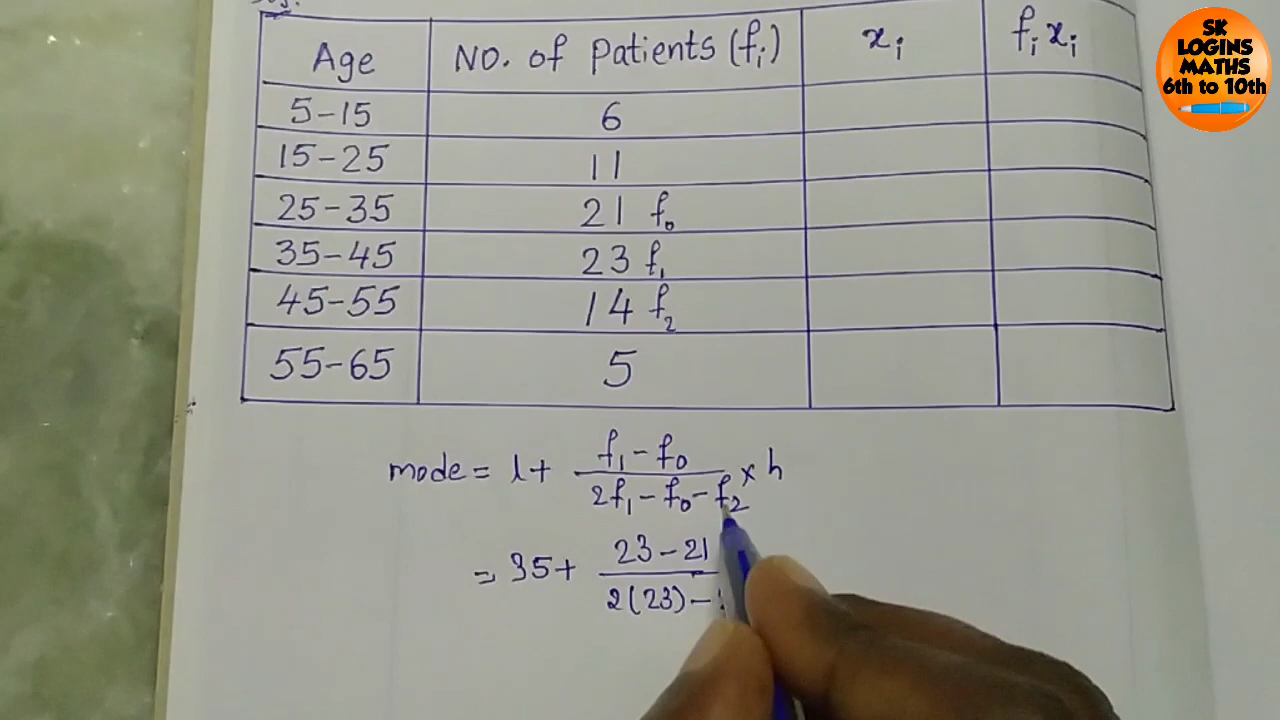 SK
LOGINS
MATHS
6th to 10th
Age No. of Patients (fᵢ) xᵢ fᵢxᵢ
5-15 6
15-25 11
25-35 21 f₀
35-45 23 f₁
45-55 14 f₂
55-65 5
mode = l + (f₁ - f₀)/(2f₁ - f₀ - f₂) × h
= 35 + (23 - 21)/(2(23) -